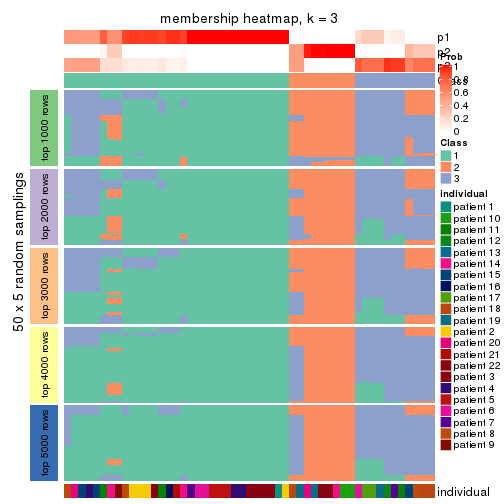 membership heatmap, k = 3
p1
p2
p3
Prob
1
0.8
0.6
0.4
0.2
0
Class
1
2
3
Individual
patient 1
patient 10
patient 11
patient 12
patient 13
patient 14
patient 15
patient 16
patient 17
patient 18
patient 19
patient 2
patient 20
patient 21
patient 22
patient 3
patient 4
patient 5
patient 6
patient 7
patient 8
patient 9
50 x 5 random samplings
top 1000 rows
top 2000 rows
top 3000 rows
top 4000 rows
top 5000 rows
individual